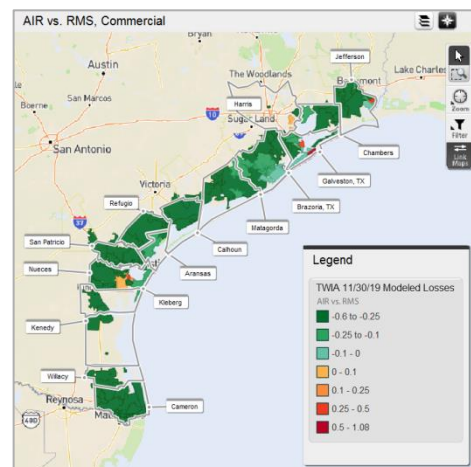 AIR vs. RMS, Commercial
Bryan
Jefferson
Austin
The Woodlands
Lake Charles
Harris
San Marcos
Boerne
10
Sugar Land
Zoom
Filter
Link
Maps
San Antonio
Chambers
Galveston, TX
Victoria
Refugio
Brazoria, TX
37
Matagorda
San Patricio
Calhoun
Nueces
Aransas
Kleberg
Kenedy
Willacy
Reynosa
Cameron
Legend
TWIA 11/30/19 Modeled Losses
AIR vs. RMS
-0.6 to -0.25
-0.25 to -0.1
-0.1 - 0
0 - 0.1
0.1 - 0.25
0.25 - 0.5
0.5 - 1.08